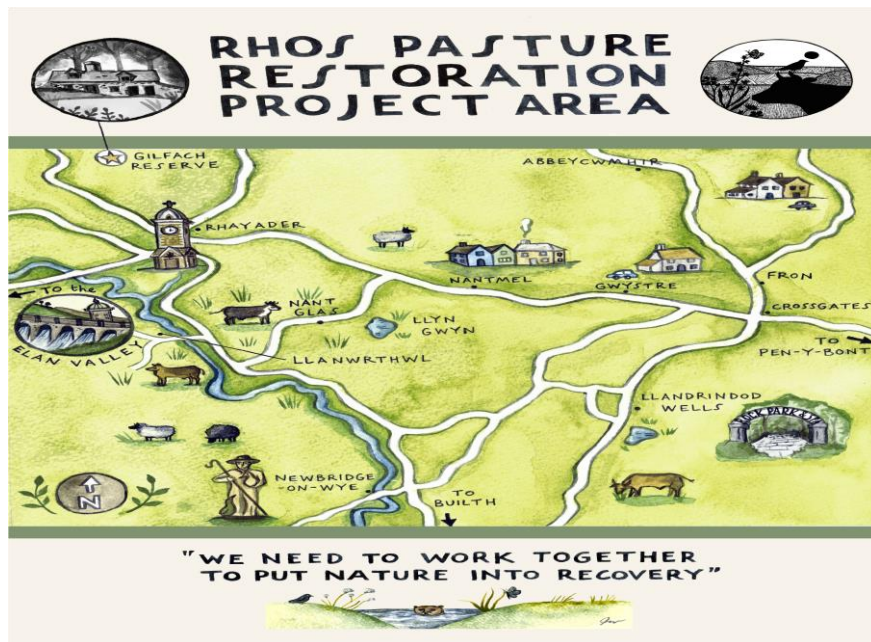 RHOS PASTURE
RESTORATION
PROJECT AREA
GILFACH
RESERVE
ABBEYCWMHIR
RHAYADER
NANTMEL
GWYSTRE
FRON
CROSSGATES
TO
PEN-Y-BONT
TO the
ELAN VALLEY
NANT
GLAS
LLYN
GWYN
LLANWRTHWL
LLANDRINDOD
WELLS
PARK
N
NEWBRIDGE
-ON-WYE
TO
BUILTH
"WE NEED TO WORK TOGETHER
TO PUT NATURE INTO RECOVERY"